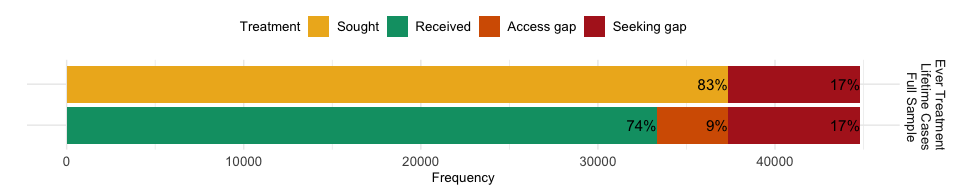 Treatment Sought Received Access gap Seeking gap
83% 17%
74% 9% 17%
Ever Treatment
Lifetime Cases
Full Sample
0 10000 20000 30000 40000
Frequency